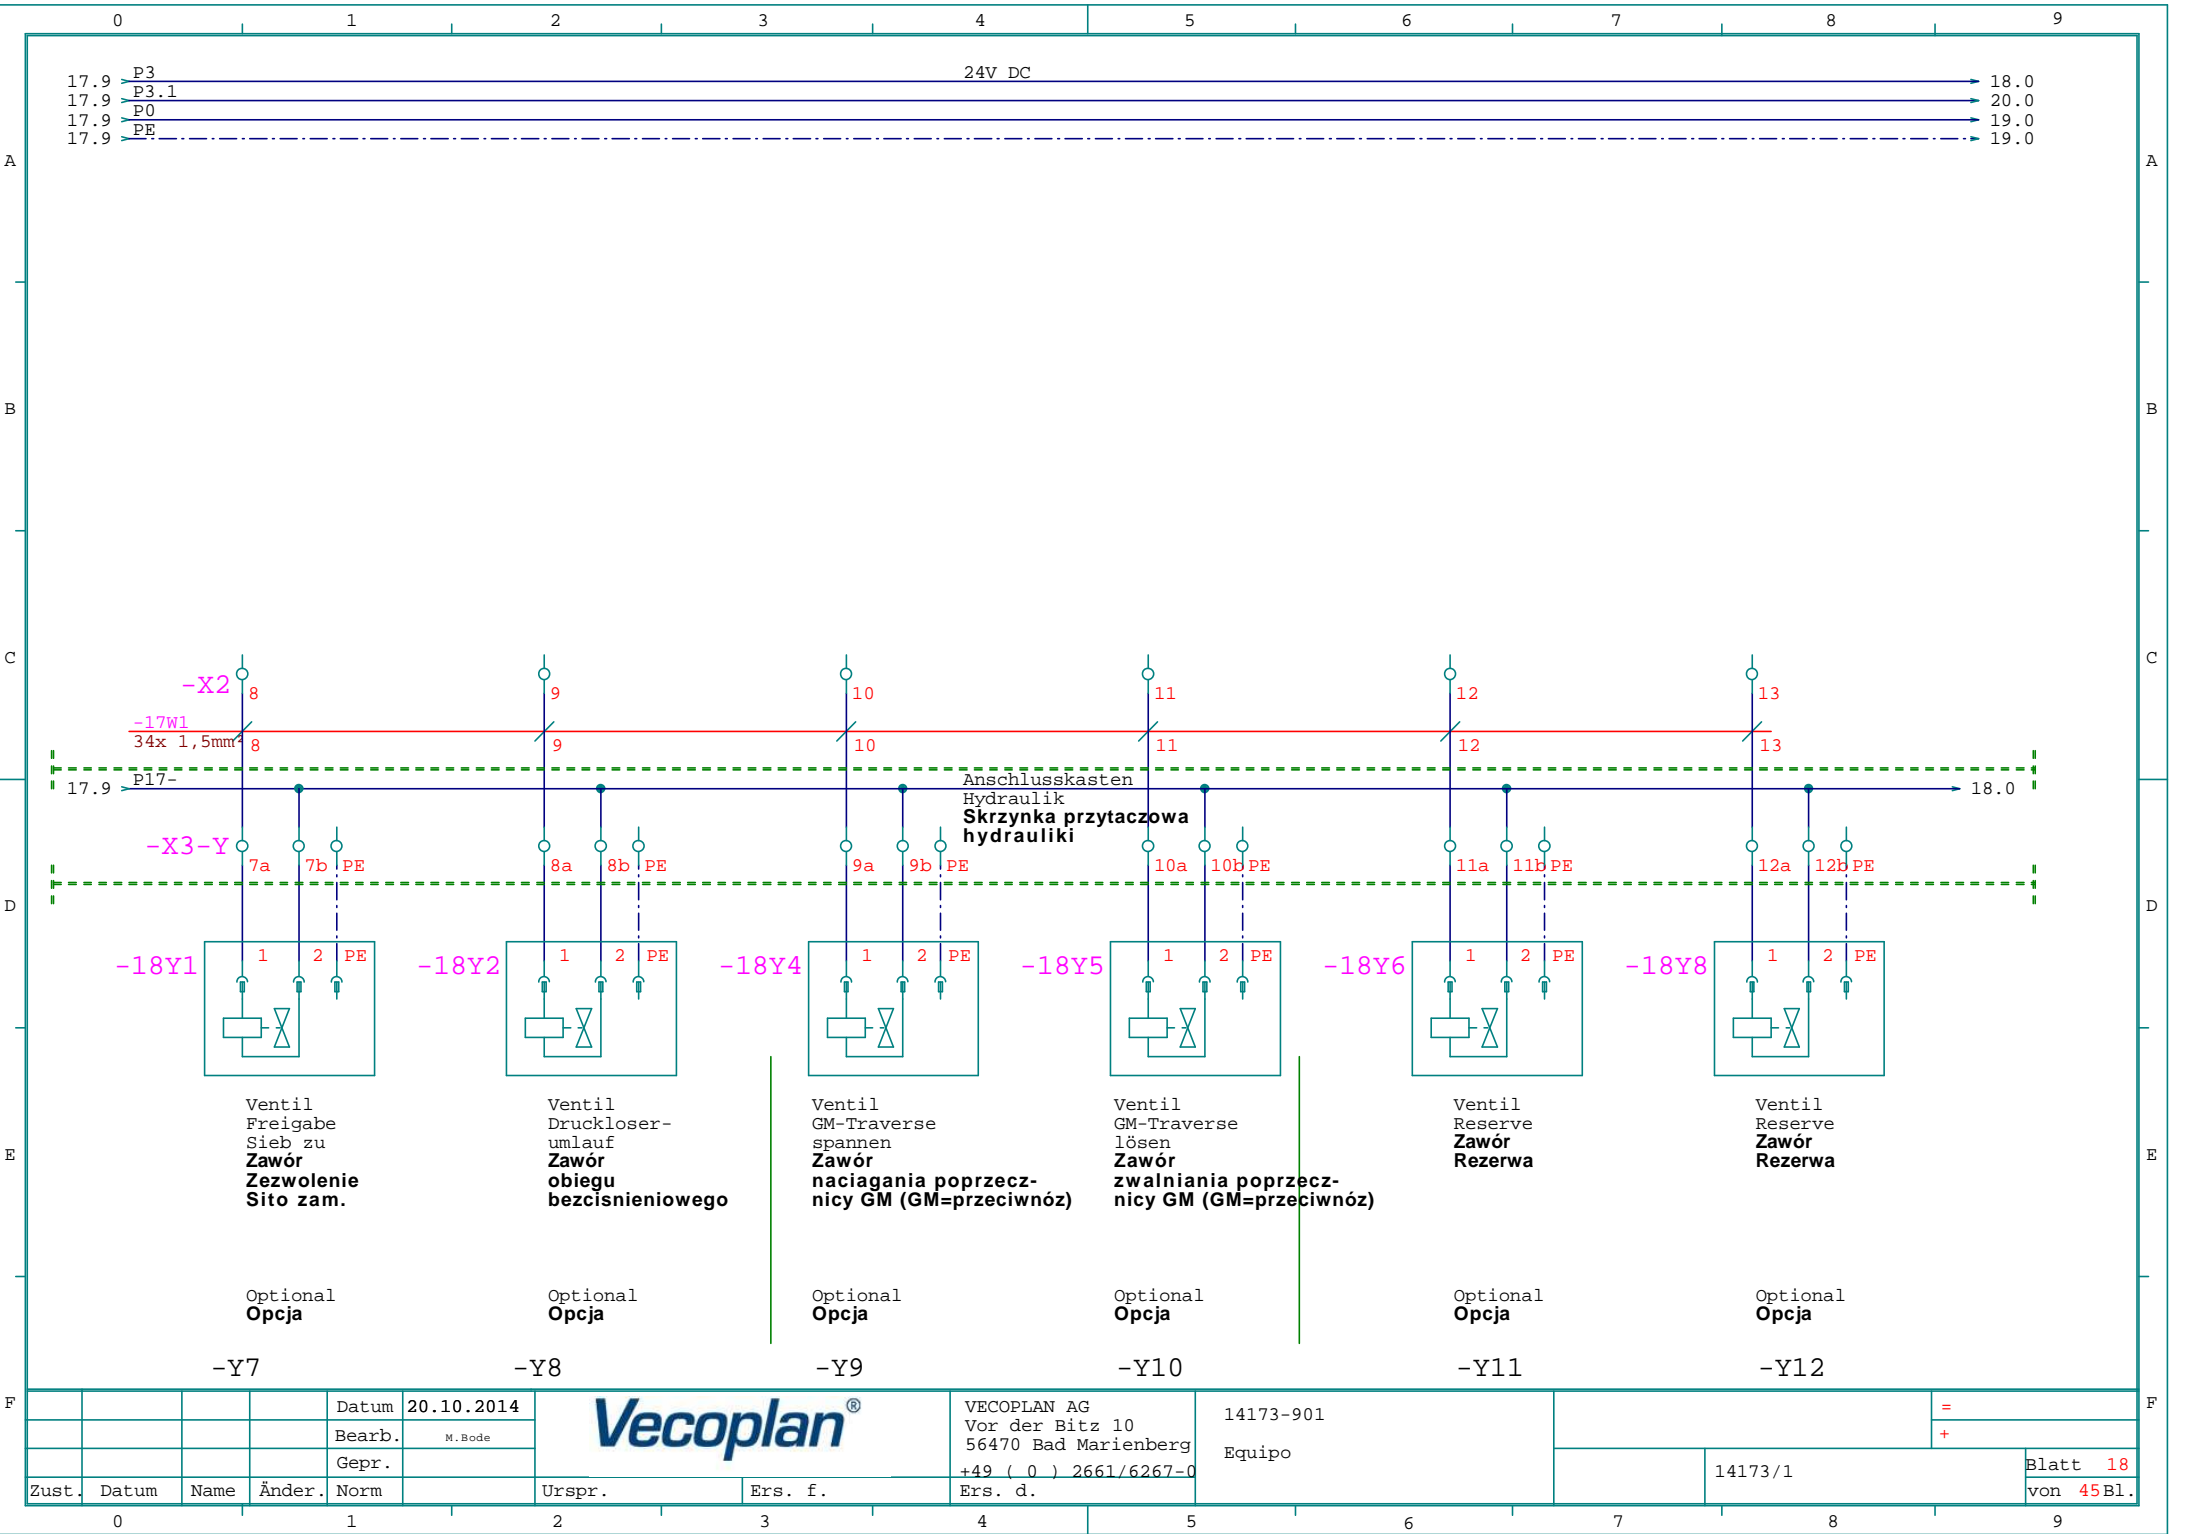 0 1 2 3 4 5 6 7 8 9
17.9 P3 24V DC 18.0
17.9 P3.1 20.0
17.9 P0 19.0
17.9 PE 19.0
A A
B B
C C
-X2 8 9 10 11 12 13
-17W1
34x 1,5mm² 8 9 10 11 12 13
17.9 P17- 18.0
Anschlusskasten
Hydraulik
Skrzynka przytaczowa
hydrauliki
-X3-Y
7a 7b PE 8a 8b PE 9a 9b PE 10a 10b PE 11a 11b PE 12a 12b PE
D D
-18Y1 1 2 PE -18Y2 1 2 PE -18Y4 1 2 PE -18Y5 1 2 PE -18Y6 1 2 PE -18Y8 1 2 PE
E E
Ventil
Freigabe
Sieb zu
Zawór
Zezwolenie
Sito zam.
Optional
Opcja
-Y7
Ventil
Druckloser-
umlauf
Zawór
obiegu
bezcisnieniowego
Optional
Opcja
-Y8
Ventil
GM-Traverse
spannen
Zawór
naciagania poprzecz-
nicy GM (GM=przeciwnóz)
Optional
Opcja
-Y9
Ventil
GM-Traverse
lösen
Zawór
zwalniania poprzecz-
nicy GM (GM=przeciwnóz)
Optional
Opcja
-Y10
Ventil
Reserve
Zawór
Rezerwa
Optional
Opcja
-Y11
Ventil
Reserve
Zawór
Rezerwa
Optional
Opcja
-Y12
F F
Datum 20.10.2014
Bearb. M.Bode
Gepr.
Zust. Datum Name Änder. Norm
Vecoplan®
Urspr. Ers. f. Ers. d.
VECOPLAN AG
Vor der Bitz 10
56470 Bad Marienberg
+49 ( 0 ) 2661/6267-0
14173-901
Equipo
14173/1
=
+
Blatt 18
von 45Bl.
0 1 2 3 4 5 6 7 8 9